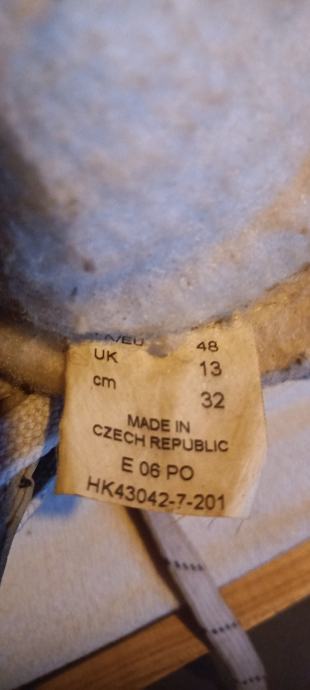 48
UK 13
cm 32
MADE IN
CZECH REPUBLIC
E 06 PO
HK43042-7-201